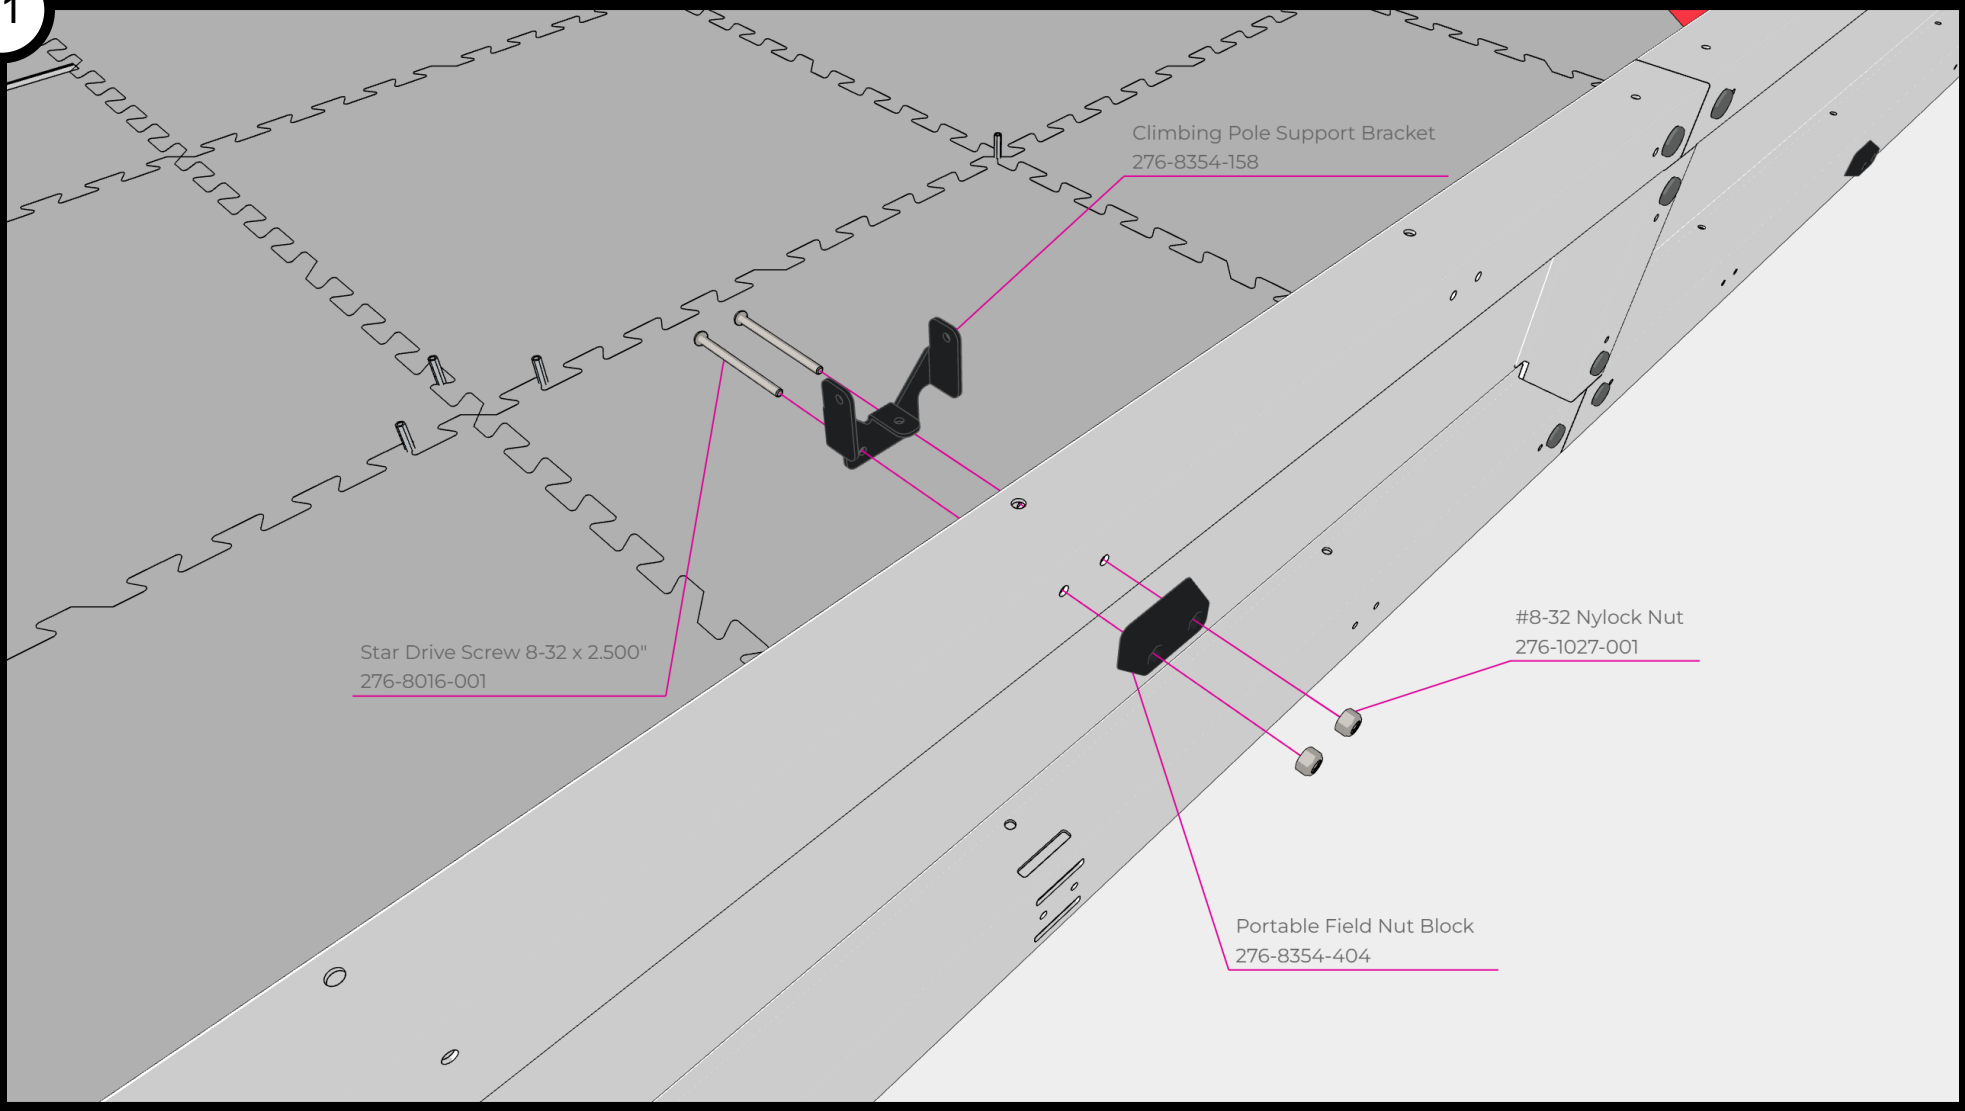 1
Climbing Pole Support Bracket
276-8354-158
Star Drive Screw 8-32 x 2.500"
276-8016-001
#8-32 Nylock Nut
276-1027-001
Portable Field Nut Block
276-8354-404